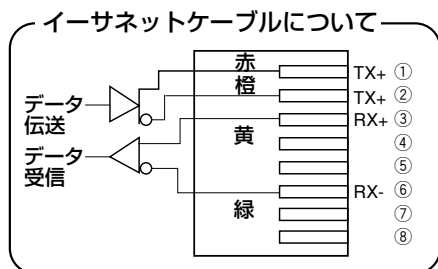 イーサネットケーブルについて
赤 TX+ ①
橙 TX+ ②
データ伝送
黄 RX+ ③
④
データ受信
⑤
緑 RX- ⑥
⑦
⑧